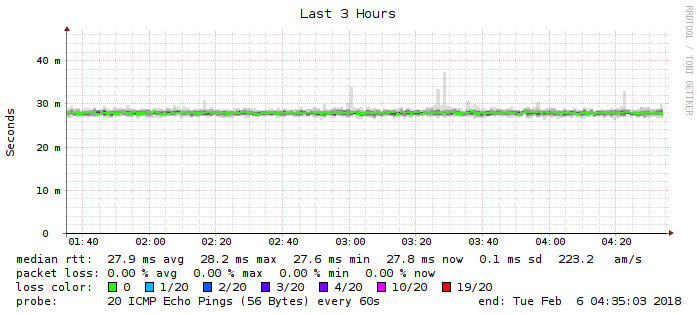 Last 3 Hours
RRDTOOL / TOBI OETIKER
Seconds
40 m
30 m
20 m
10 m
0
01:40 02:00 02:20 02:40 03:00 03:20 03:40 04:00 04:20
median rtt: 27.9 ms avg 28.2 ms max 27.6 ms min 27.8 ms now 0.1 ms sd 223.2 am/s
packet loss: 0.00 % avg 0.00 % max 0.00 % min 0.00 % now
loss color: 0 1/20 2/20 3/20 4/20 10/20 19/20
probe: 20 ICMP Echo Pings (56 Bytes) every 60s end: Tue Feb 6 04:35:03 2018